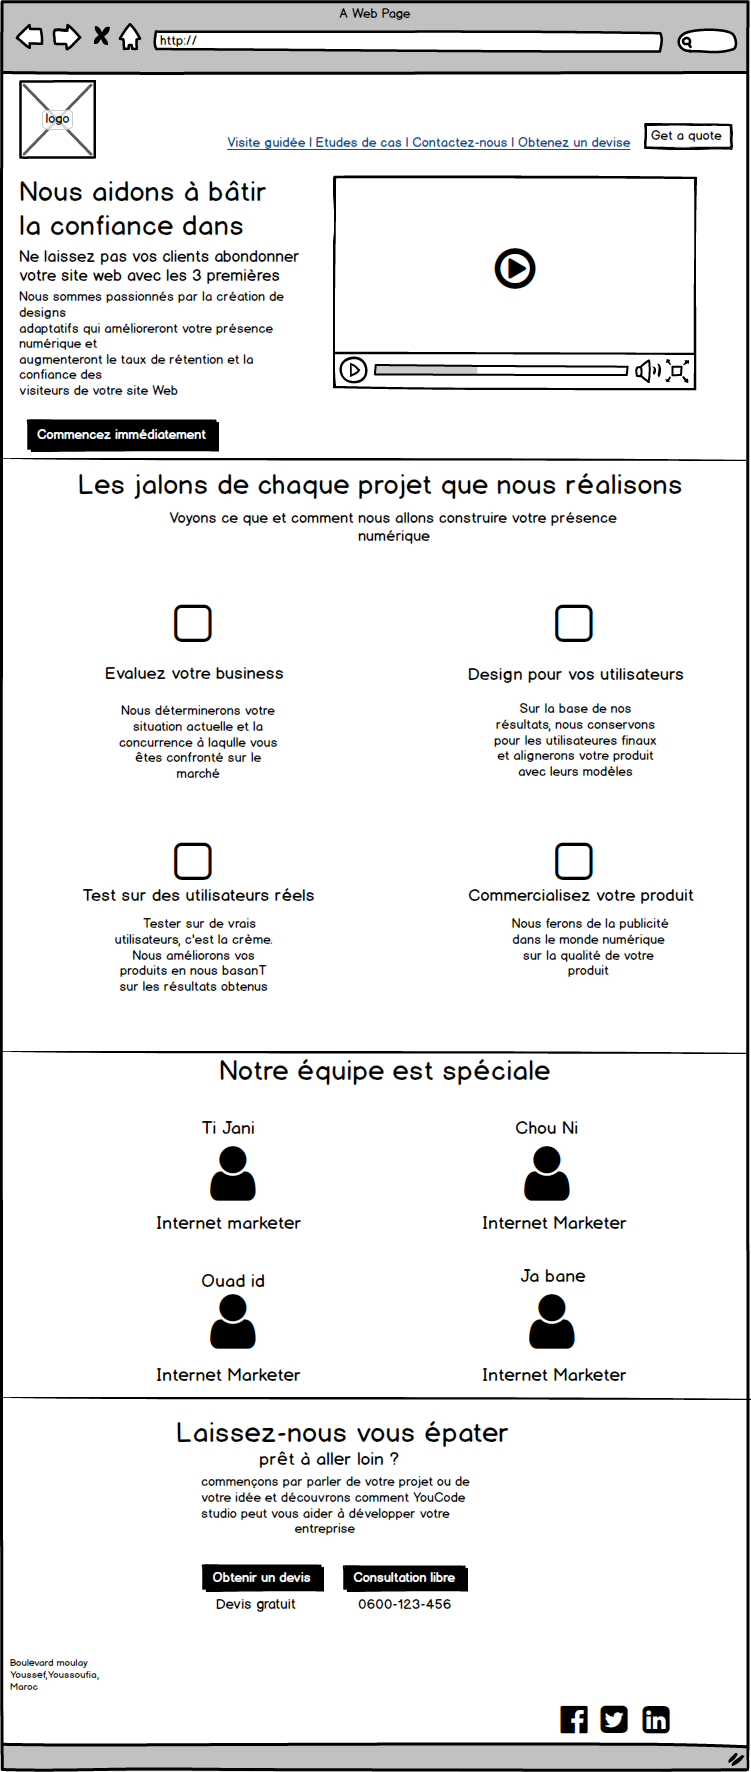 A Web Page
http://
logo
Visite guidée | Etudes de cas | Contactez-nous | Obtenez un devise
Get a quote
Nous aidons à bâtir
la confiance dans
Ne laissez pas vos clients abondonner
votre site web avec les 3 premières
Nous sommes passionnés par la création de
designs
adaptatifs qui amélioreront votre présence
numérique et
augmenteront le taux de rétention et la
confiance des
visiteurs de votre site Web
Commencez immédiatement
Les jalons de chaque projet que nous réalisons
Voyons ce que et comment nous allons construire votre présence
numérique
Evaluez votre business
Nous déterminerons votre
situation actuelle et la
concurrence à laqulle vous
êtes confronté sur le
marché
Design pour vos utilisateurs
Sur la base de nos
résultats, nous conservons
pour les utilisateures finaux
et alignerons votre produit
avec leurs modèles
Test sur des utilisateurs réels
Tester sur de vrais
utilisateurs, c'est la crème.
Nous améliorons vos
produits en nous basanT
sur les résultats obtenus
Commercialisez votre produit
Nous ferons de la publicité
dans le monde numérique
sur la qualité de votre
produit
Notre équipe est spéciale
Ti Jani
Internet marketer
Chou Ni
Internet Marketer
Ouad id
Internet Marketer
Ja bane
Internet Marketer
Laissez-nous vous épater
prêt à aller loin ?
commençons par parler de votre projet ou de
votre idée et découvrons comment YouCode
studio peut vous aider à développer votre
entreprise
Obtenir un devis
Devis gratuit
Consultation libre
0600-123-456
Boulevard moulay
Youssef,Youssoufia,
Maroc